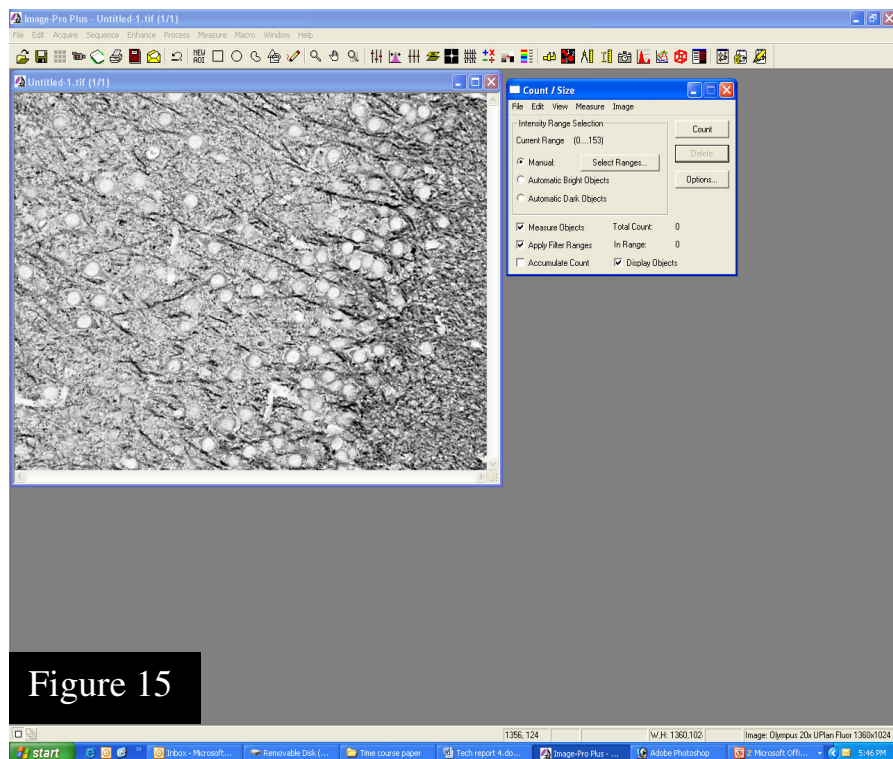 Image-Pro Plus - Untitled-1.tif (1/1)
File Edit Acquire Sequence Enhance Process Measure Macro Window Help
NEW
AOI
Untitled-1.tif (1/1)
Count / Size
File Edit View Measure Image
Intensity Range Selection
Current Range (0....153)
Manual:
Select Ranges...
Automatic Bright Objects
Automatic Dark Objects
Count
Delete
Options...
Measure Objects Total Count: 0
Apply Filter Ranges In Range: 0
Accumulate Count Display Objects
Figure 15
1356, 124 W,H: 1360,102 Image: Olympus 20x UPlan Fluor 1360x1024
start Inbox - Microsoft... Removable Disk (... Time course paper Tech report 4.do... Image-Pro Plus - ... Adobe Photoshop 2 Microsoft Offi... 5:46 PM